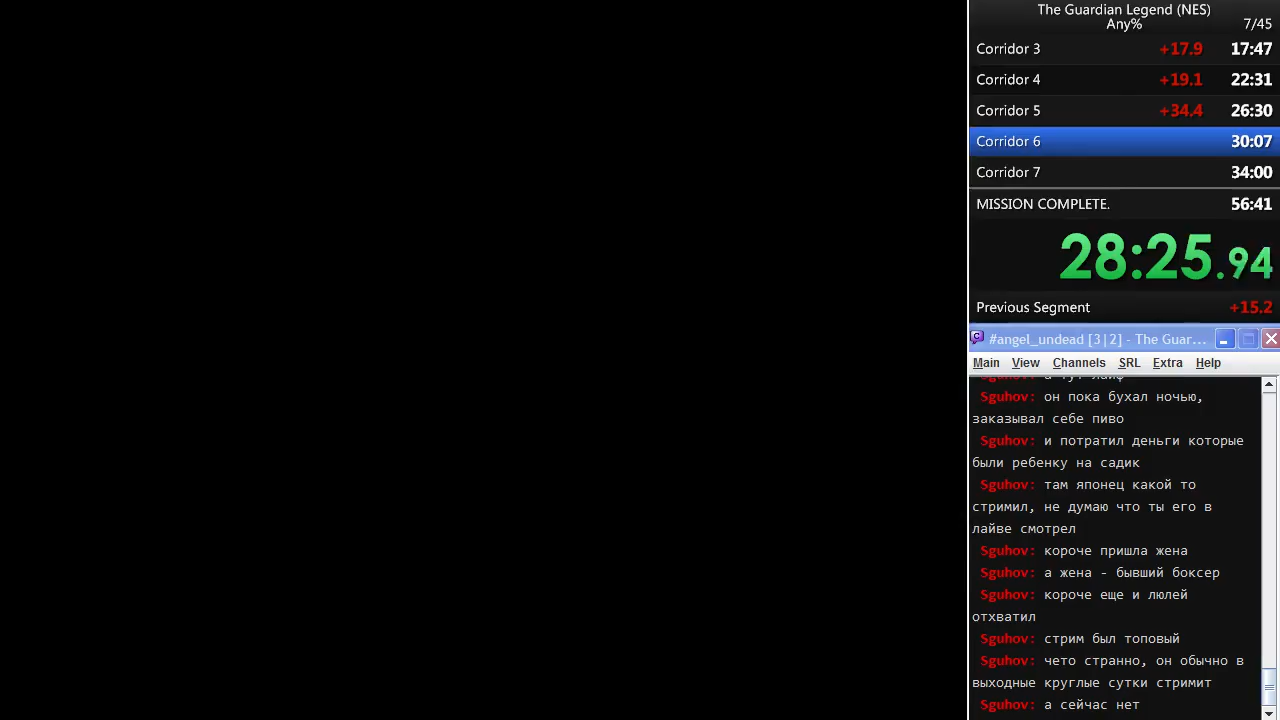 The Guardian Legend (NES)
Any% 7/45
Corridor 3 +17.9 17:47
Corridor 4 +19.1 22:31
Corridor 5 +34.4 26:30
Corridor 6 30:07
Corridor 7 34:00
MISSION COMPLETE. 56:41
28:25.94
Previous Segment +15.2
#angel_undead [3|2] - The Guar...
Main View Channels SRL Extra Help
Sguhov: он пока бухал ночью,
заказывал себе пиво
Sguhov: и потратил деньги которые
были ребенку на садик
Sguhov: там японец какой то
стримил, не думаю что ты его в
лайве смотрел
Sguhov: короче пришла жена
Sguhov: а жена - бывший боксер
Sguhov: короче еще и люлей
отхватил
Sguhov: стрим был топовый
Sguhov: чето странно, он обычно в
выходные круглые сутки стримит
Sguhov: а сейчас нет